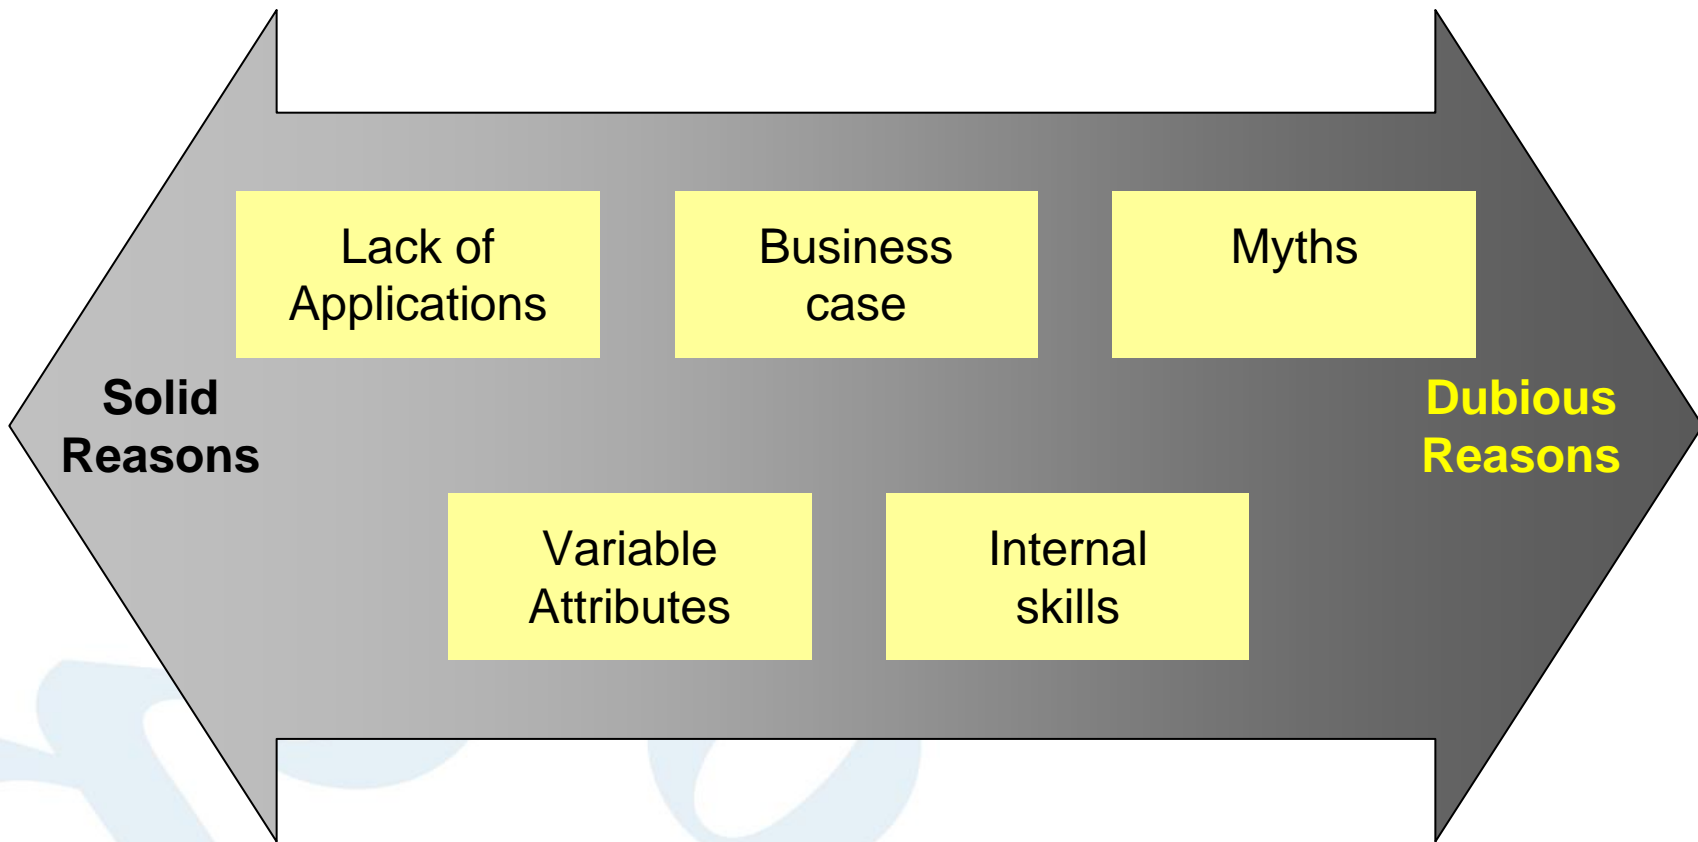 Lack of
Applications
Business
case
Myths
Solid
Reasons
Dubious
Reasons
Variable
Attributes
Internal
skills